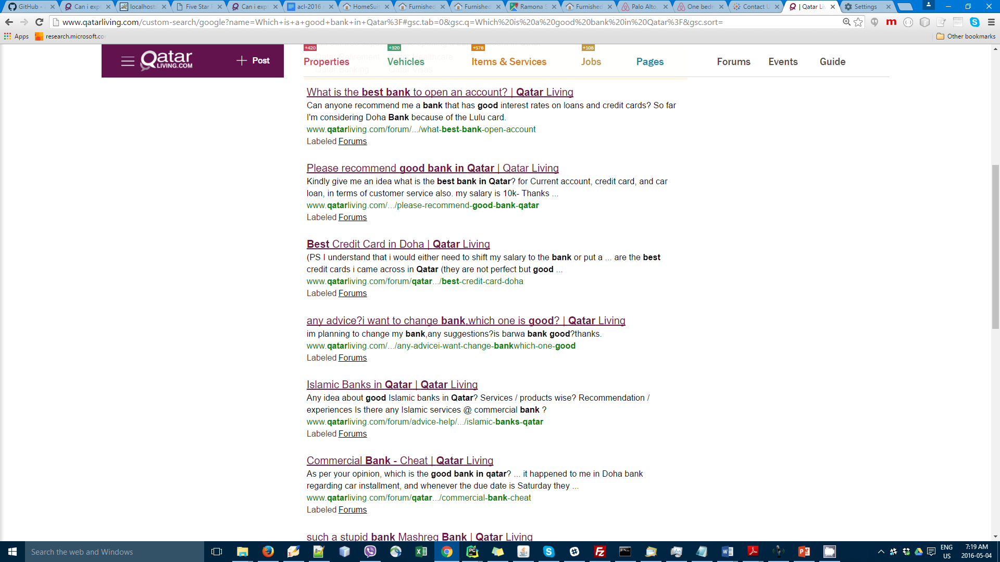 GitHub -
Can i exp
localhost
Five Star F
Can i exp
acl-2016
HomeSuit
Furnished
Furnished
Ramona S
Furnished
Palo Alto,
One bedr
Contact U
| Qatar Liv
Settings
www.qatarliving.com/custom-search/google?name=Which+is+a+good+bank+in+Qatar%3F#gsc.tab=0&gsc.q=Which%20is%20a%20good%20bank%20in%20Qatar%3F&gsc.sort=
Apps research.microsoft.co Other bookmarks
+420 +320 +576 +108
Qatar LIVING.COM
Post
Properties Vehicles Items & Services Jobs Pages Forums Events Guide
Qatar Retirement Healthcare
Qatar Banking Qatar Visas
What is the best bank to open an account? | Qatar Living
Can anyone recommend me a bank that has good interest rates on loans and credit cards? So far
I'm considering Doha Bank because of the Lulu card.
www.qatarliving.com/forum/.../what-best-bank-open-account
Labeled Forums
Please recommend good bank in Qatar | Qatar Living
Kindly give me an idea what is the best bank in Qatar? for Current account, credit card, and car
loan, in terms of customer service also. my salary is 10k- Thanks ...
www.qatarliving.com/.../please-recommend-good-bank-qatar
Labeled Forums
Best Credit Card in Doha | Qatar Living
(PS I understand that i would either need to shift my salary to the bank or put a ... are the best
credit cards i came across in Qatar (they are not perfect but good ...
www.qatarliving.com/forum/qatar.../best-credit-card-doha
Labeled Forums
any advice?i want to change bank,which one is good? | Qatar Living
im planning to change my bank,any suggestions?is barwa bank good?thanks.
www.qatarliving.com/.../any-advicei-want-change-bankwhich-one-good
Labeled Forums
Islamic Banks in Qatar | Qatar Living
Any idea about good Islamic banks in Qatar? Services / products wise? Recommendation /
experiences Is there any Islamic services @ commercial bank ?
www.qatarliving.com/forum/advice-help/.../islamic-banks-qatar
Labeled Forums
Commercial Bank - Cheat | Qatar Living
As per your opinion, which is the good bank in qatar? ... it happened to me in Doha bank
regarding car installment, and whenever the due date is Saturday they ...
www.qatarliving.com/forum/qatar.../commercial-bank-cheat
Labeled Forums
such a stupid bank Mashreq Bank | Qatar Living
Search the web and Windows
ENG
US
7:19 AM
2016-05-04